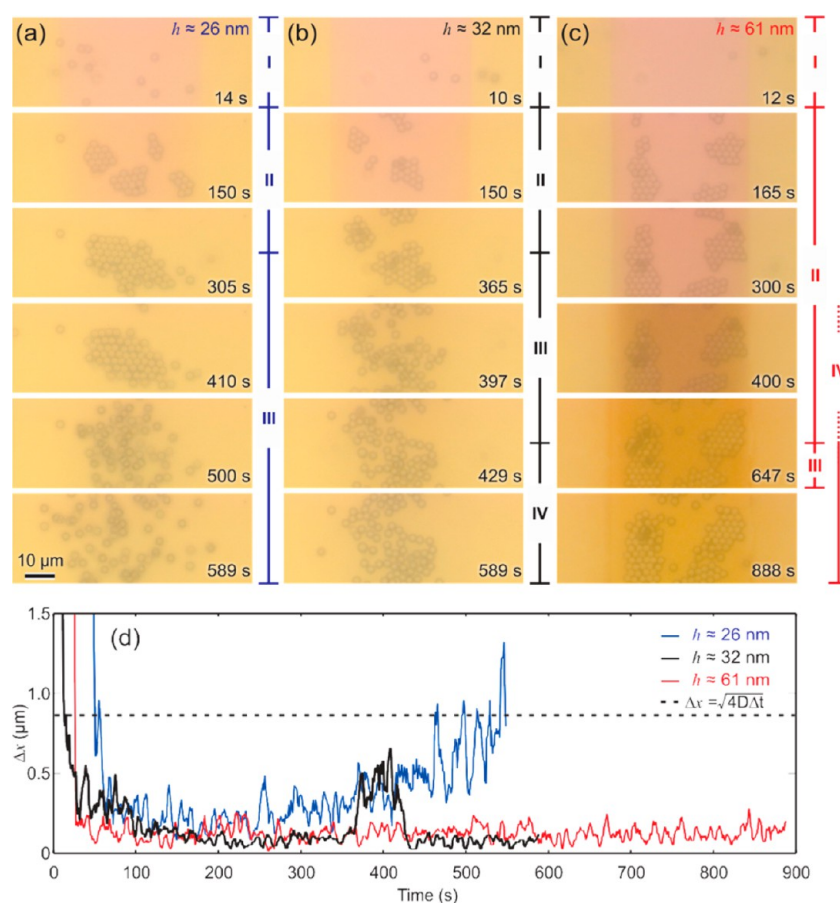 (a) h ≈ 26 nm
(b) h ≈ 32 nm
(c) h ≈ 61 nm
I
I
I
14 s
10 s
12 s
II
II
150 s
150 s
165 s
II
305 s
365 s
300 s
III
IV
410 s
397 s
400 s
III
500 s
429 s
647 s
III
IV
10 µm
589 s
589 s
888 s
(d)
h ≈ 26 nm
h ≈ 32 nm
h ≈ 61 nm
Δx = √4DΔt
1.5
1.0
0.5
0
Δx (µm)
0 100 200 300 400 500 600 700 800 900
Time (s)